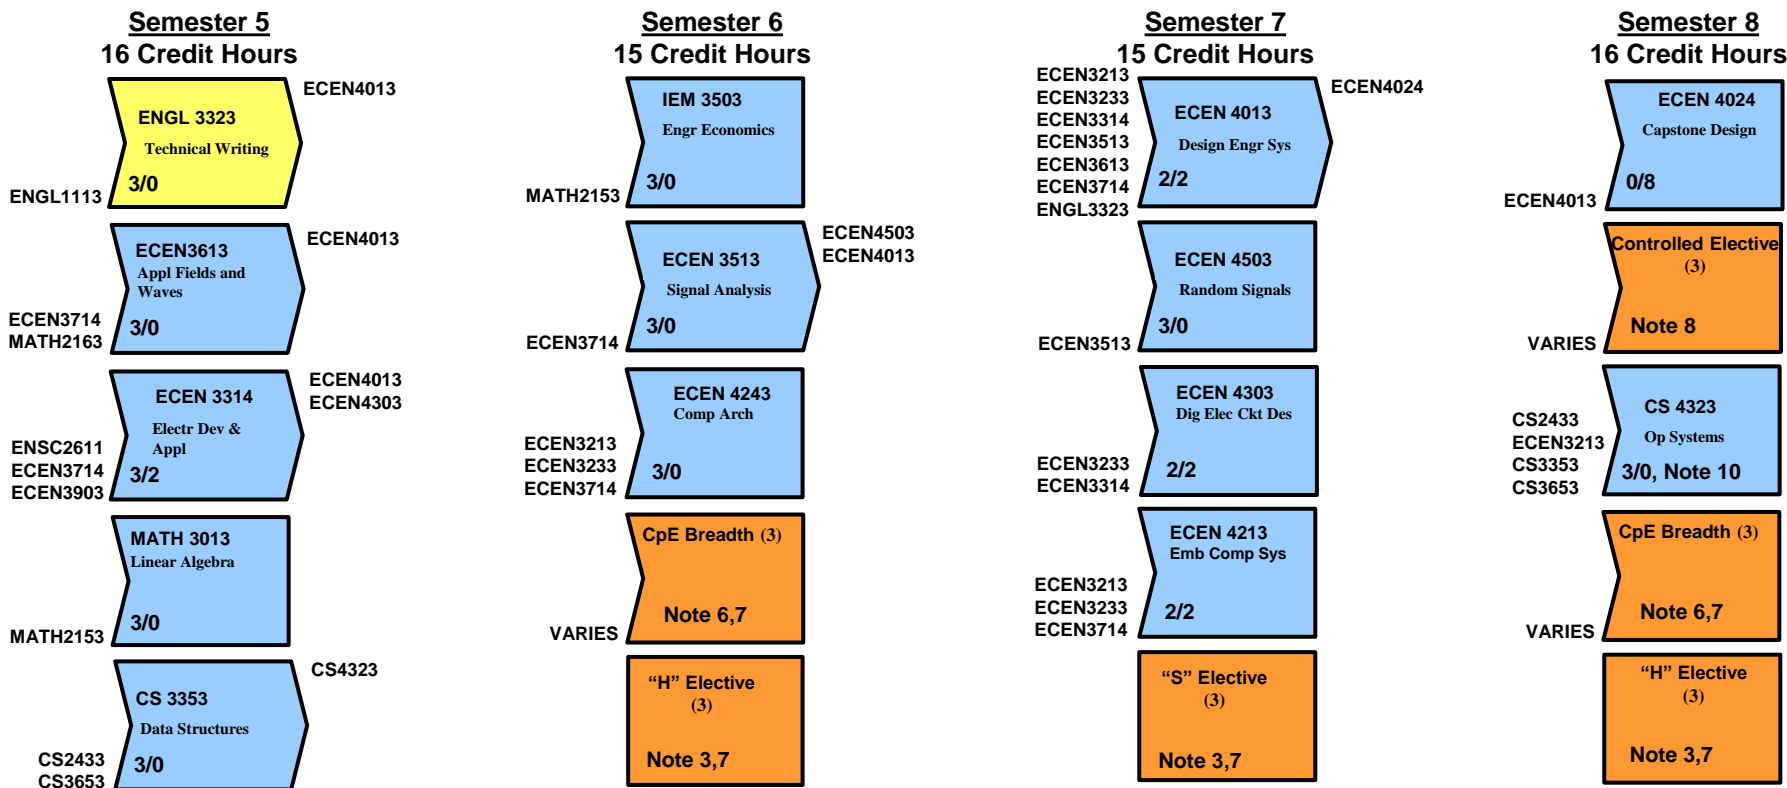 Semester 5
16 Credit Hours
ECEN4013
ENGL 3323
Technical Writing
3/0
ENGL1113
ECEN4013
ECEN3613
Appl Fields and
Waves
3/0
ECEN3714
MATH2163
ECEN4013
ECEN4303
ECEN 3314
Electr Dev &
Appl
3/2
ENSC2611
ECEN3714
ECEN3903
MATH 3013
Linear Algebra
3/0
MATH2153
CS4323
CS 3353
Data Structures
3/0
CS2433
CS3653
Semester 6
15 Credit Hours
IEM 3503
Engr Economics
3/0
MATH2153
ECEN4503
ECEN4013
ECEN 3513
Signal Analysis
3/0
ECEN3714
ECEN 4243
Comp Arch
3/0
ECEN3213
ECEN3233
ECEN3714
CpE Breadth (3)
Note 6,7
VARIES
“H” Elective
(3)
Note 3,7
Semester 7
15 Credit Hours
ECEN3213
ECEN3233
ECEN3314
ECEN3513
ECEN3613
ECEN3714
ENGL3323
ECEN4024
ECEN 4013
Design Engr Sys
2/2
ECEN 4503
Random Signals
3/0
ECEN3513
ECEN 4303
Dig Elec Ckt Des
2/2
ECEN3233
ECEN3314
ECEN 4213
Emb Comp Sys
2/2
ECEN3213
ECEN3233
ECEN3714
“S” Elective
(3)
Note 3,7
Semester 8
16 Credit Hours
ECEN 4024
Capstone Design
0/8
ECEN4013
Controlled Elective
(3)
Note 8
VARIES
CS 4323
Op Systems
3/0, Note 10
CS2433
ECEN3213
CS3353
CS3653
CpE Breadth (3)
Note 6,7
VARIES
“H” Elective
(3)
Note 3,7